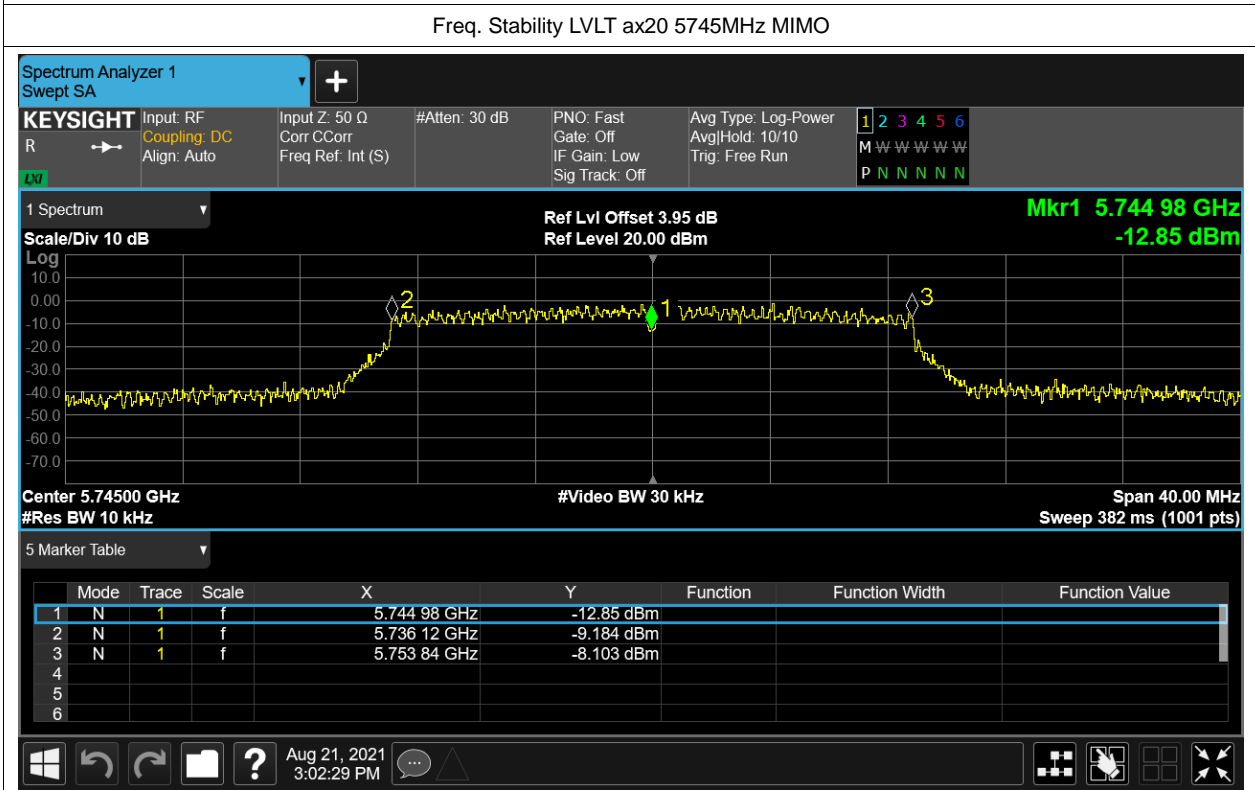 Freq. Stability LVLT ax20 5745MHz MIMO
Spectrum Analyzer 1
Swept SA
KEYSIGHT Input: RF Input Z: 50 Ω #Atten: 30 dB PNO: Fast Avg Type: Log-Power 1 2 3 4 5 6
R Coupling: DC Corr CCorr Gate: Off Avg|Hold: 10/10 M W W W W W
Align: Auto Freq Ref: Int (S) IF Gain: Low Trig: Free Run
LXI Sig Track: Off P N N N N N
1 Spectrum Ref Lvl Offset 3.95 dB Mkr1 5.744 98 GHz
Scale/Div 10 dB Ref Level 20.00 dBm -12.85 dBm
Log
10.0
0.00 2 1 3
-10.0
-20.0
-30.0
-40.0
-50.0
-60.0
-70.0
Center 5.74500 GHz #Video BW 30 kHz Span 40.00 MHz
#Res BW 10 kHz Sweep 382 ms (1001 pts)
5 Marker Table
Mode Trace Scale X Y Function Function Width Function Value
1 N 1 f 5.744 98 GHz -12.85 dBm
2 N 1 f 5.736 12 GHz -9.184 dBm
3 N 1 f 5.753 84 GHz -8.103 dBm
4
5
6
? Aug 21, 2021
3:02:29 PM